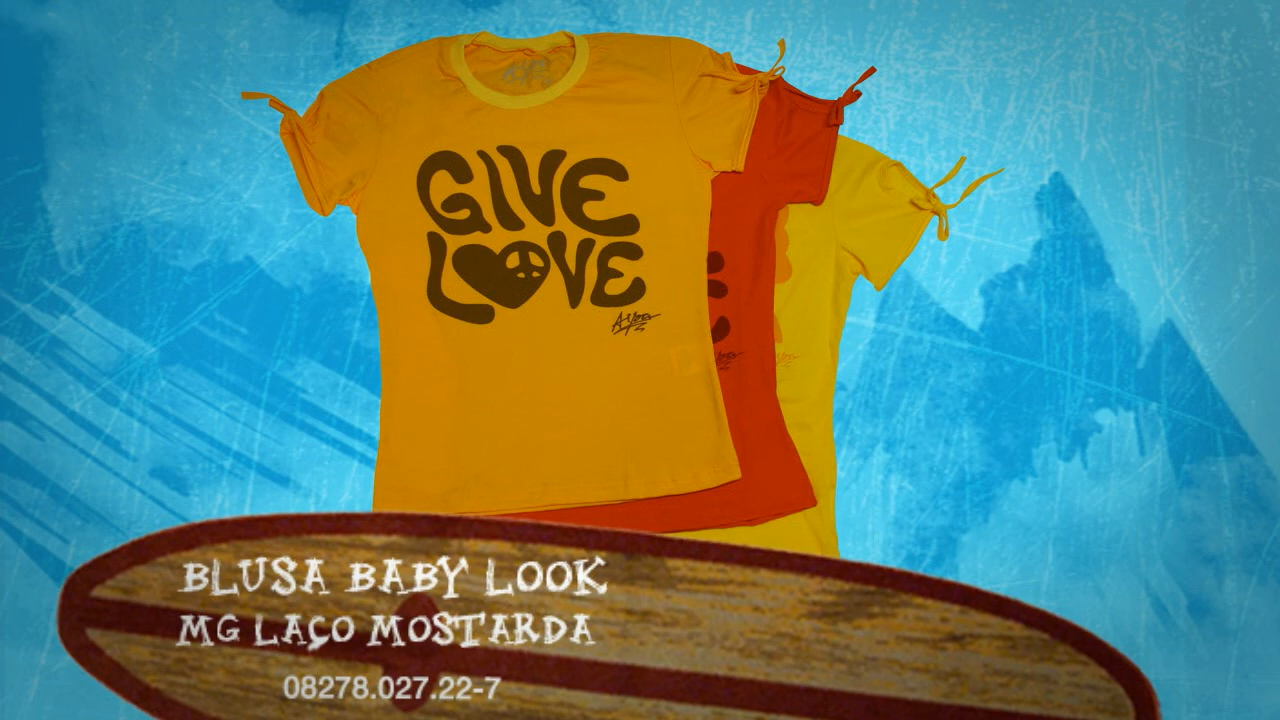 GIVE
LOVE
BLUSA BABY LOOK
MG LAÇO MOSTARDA
08278.027.22-7